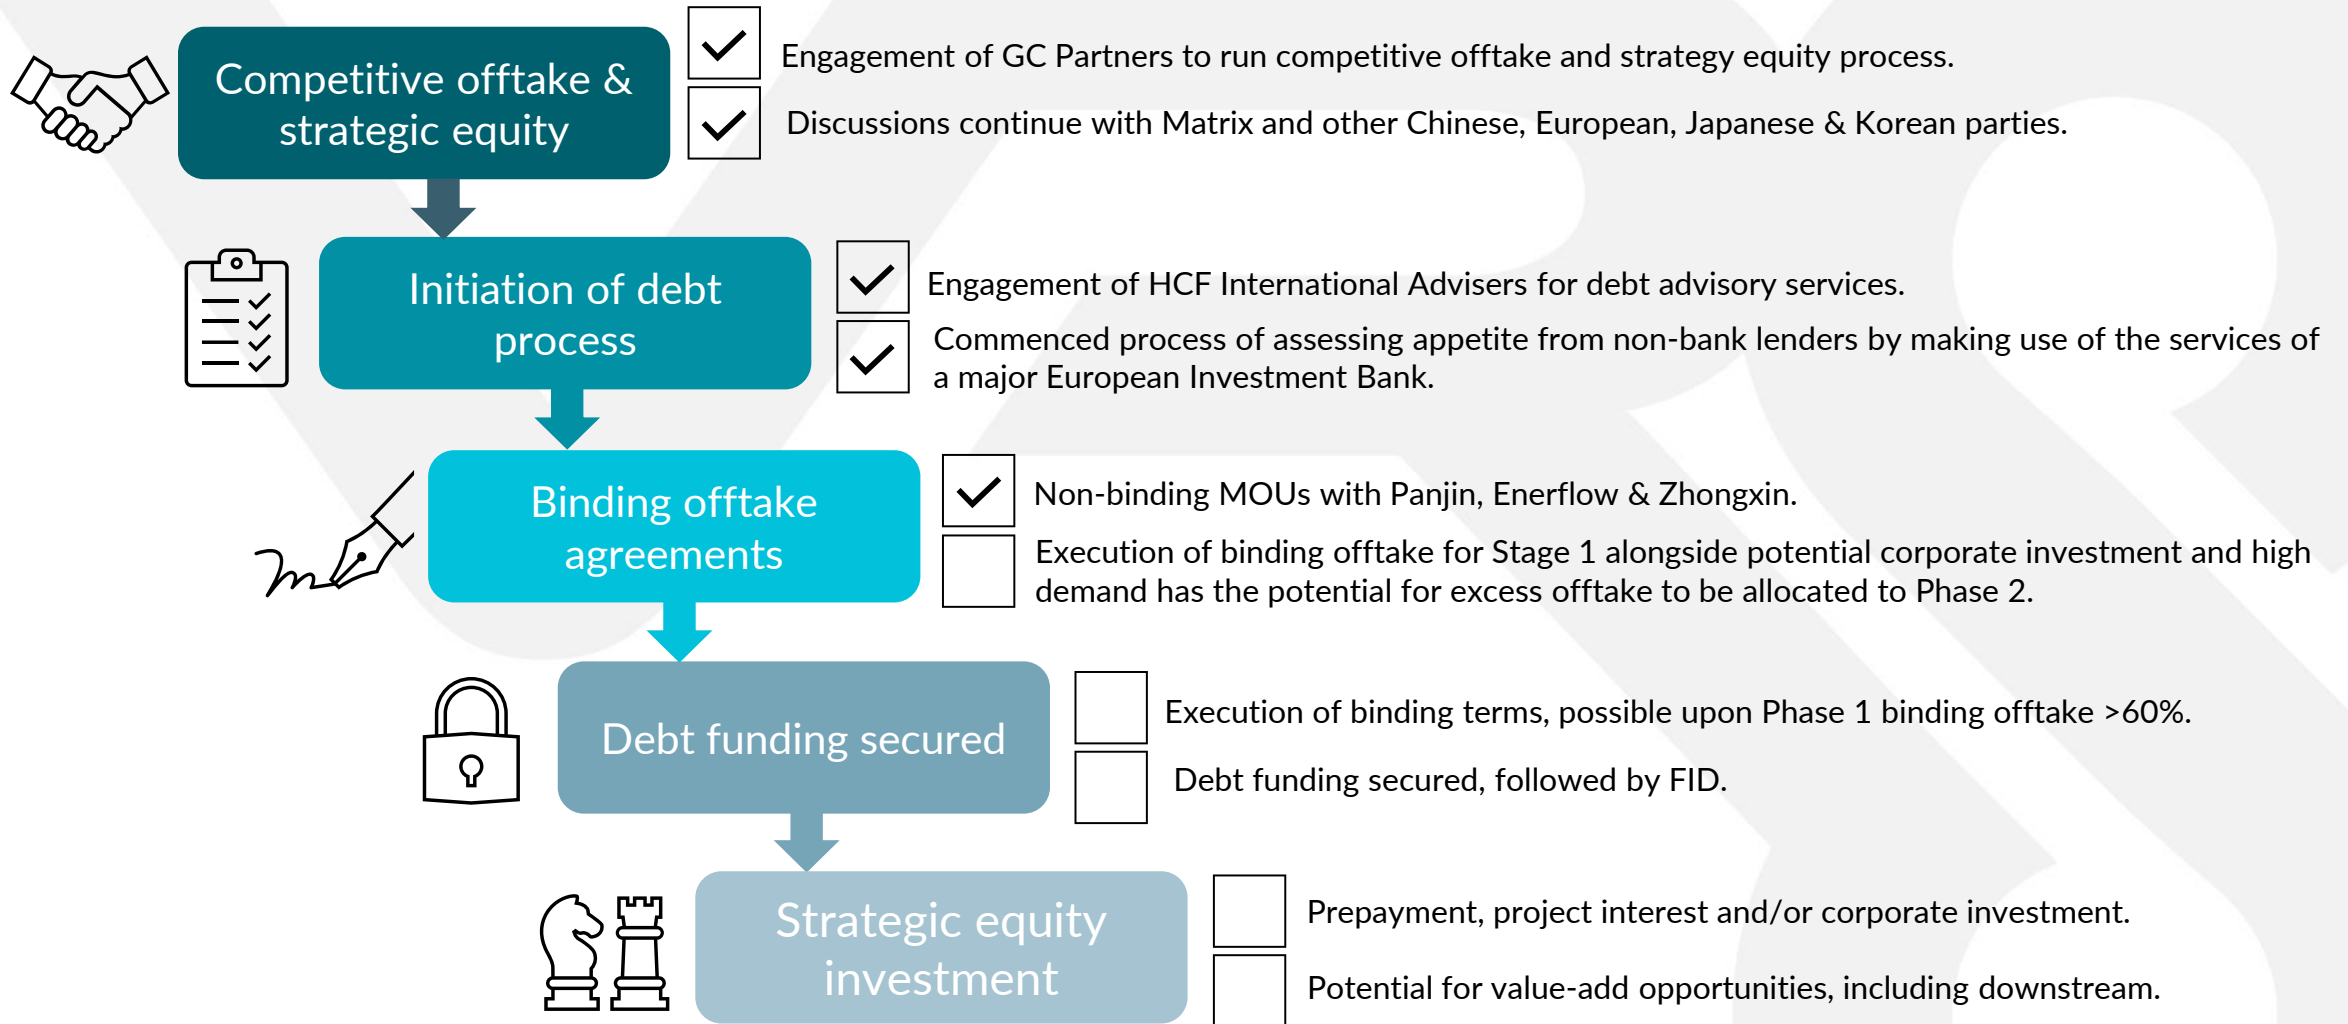 Competitive offtake &
strategic equity
Engagement of GC Partners to run competitive offtake and strategy equity process.
Discussions continue with Matrix and other Chinese, European, Japanese & Korean parties.
Initiation of debt
process
Engagement of HCF International Advisers for debt advisory services.
Commenced process of assessing appetite from non-bank lenders by making use of the services of
a major European Investment Bank.
Binding offtake
agreements
Non-binding MOUs with Panjin, Enerflow & Zhongxin.
Execution of binding offtake for Stage 1 alongside potential corporate investment and high
demand has the potential for excess offtake to be allocated to Phase 2.
Debt funding secured
Execution of binding terms, possible upon Phase 1 binding offtake >60%.
Debt funding secured, followed by FID.
Strategic equity
investment
Prepayment, project interest and/or corporate investment.
Potential for value-add opportunities, including downstream.